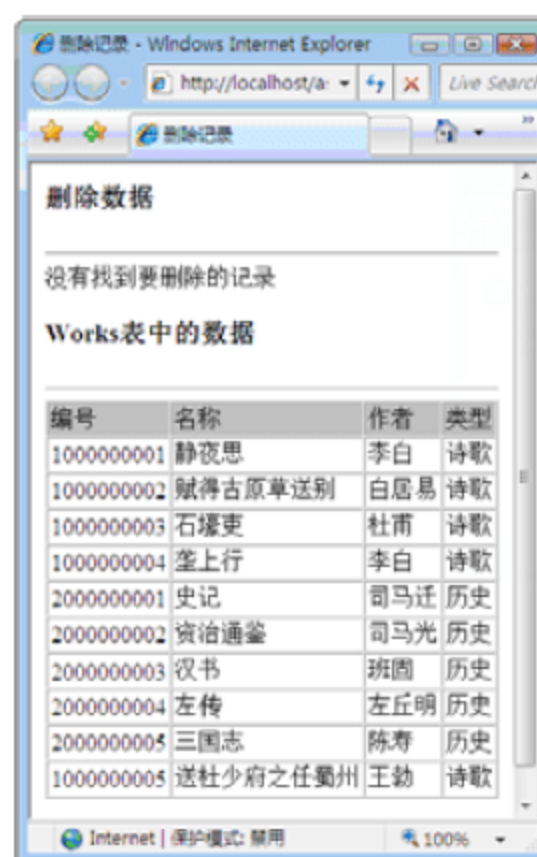 删除记录 - Windows Internet Explorer
http://localhost/a
Live Search
删除记录
删除数据
没有找到要删除的记录
Works表中的数据
编号 名称 作者 类型
1000000001 静夜思 李白 诗歌
1000000002 赋得古原草送别 白居易 诗歌
1000000003 石壕吏 杜甫 诗歌
1000000004 垄上行 李白 诗歌
2000000001 史记 司马迁 历史
2000000002 资治通鉴 司马光 历史
2000000003 汉书 班固 历史
2000000004 左传 左丘明 历史
2000000005 三国志 陈寿 历史
1000000005 送杜少府之任蜀州 王勃 诗歌
Internet | 保护模式: 禁用 100%